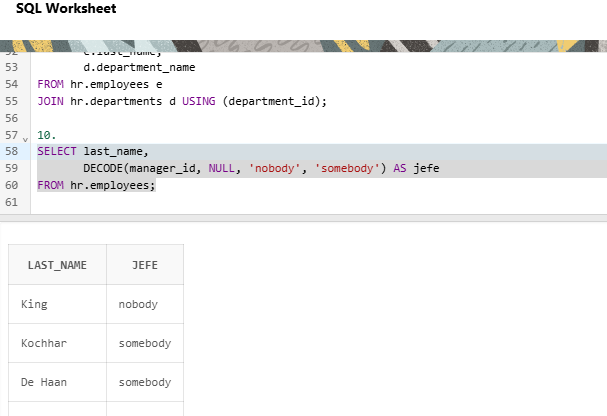 SQL Worksheet
53 d.department_name
54 FROM hr.employees e
55 JOIN hr.departments d USING (department_id);
56
57 10.
58 SELECT last_name,
59 DECODE(manager_id, NULL, 'nobody', 'somebody') AS jefe
60 FROM hr.employees;
61
LAST_NAME JEFE
King nobody
Kochhar somebody
De Haan somebody